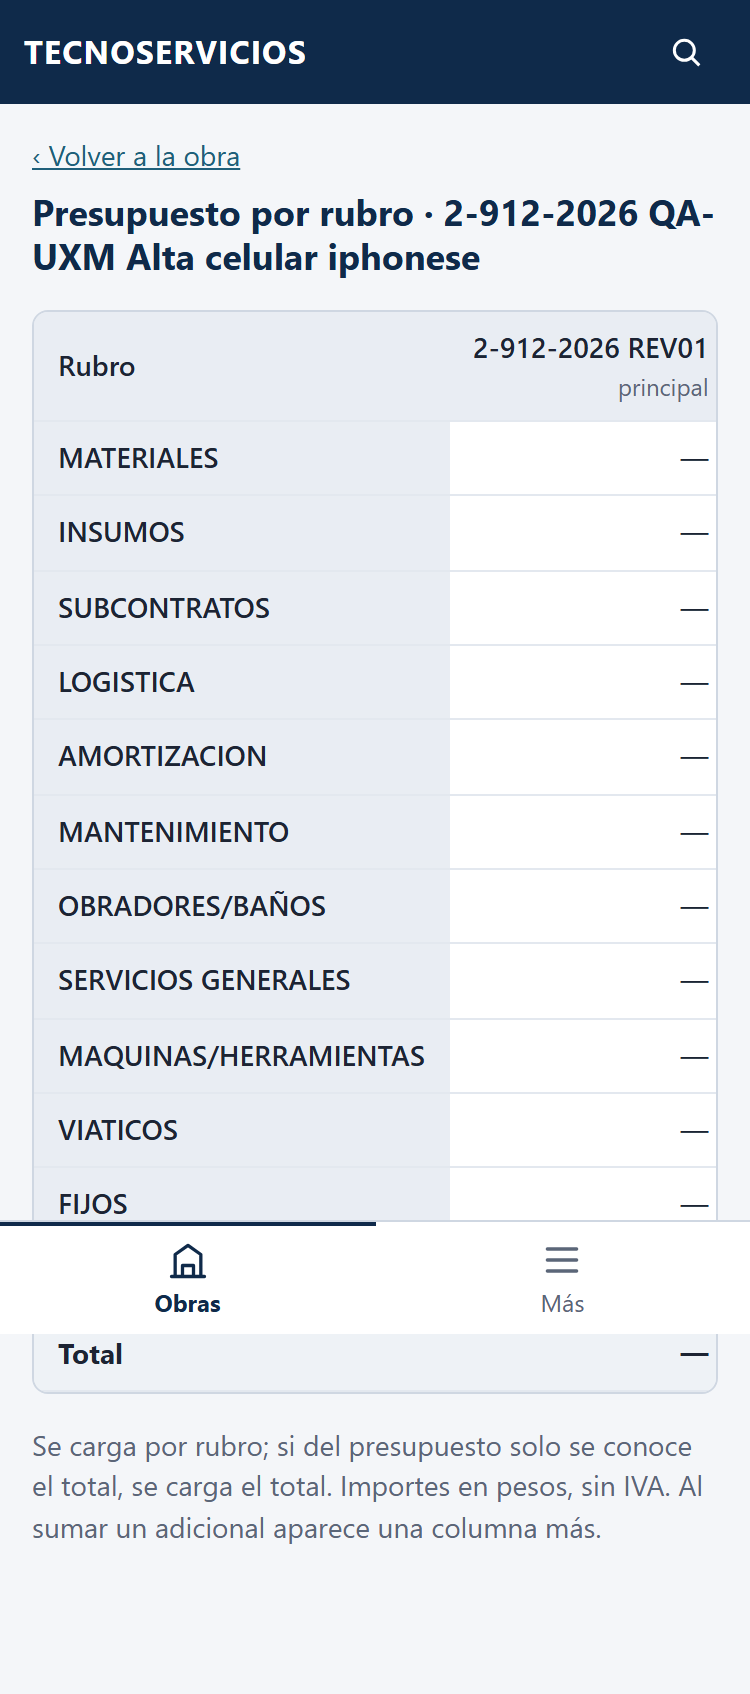 TECNOSERVICIOS
‹ Volver a la obra
Presupuesto por rubro · 2-912-2026 QA-
UXM Alta celular iphonese
Rubro
2-912-2026 REV01
principal
MATERIALES —
INSUMOS —
SUBCONTRATOS —
LOGISTICA —
AMORTIZACION —
MANTENIMIENTO —
OBRADORES/BAÑOS —
SERVICIOS GENERALES —
MAQUINAS/HERRAMIENTAS —
VIATICOS —
FIJOS —
Obras
Más
Total —
Se carga por rubro; si del presupuesto solo se conoce
el total, se carga el total. Importes en pesos, sin IVA. Al
sumar un adicional aparece una columna más.